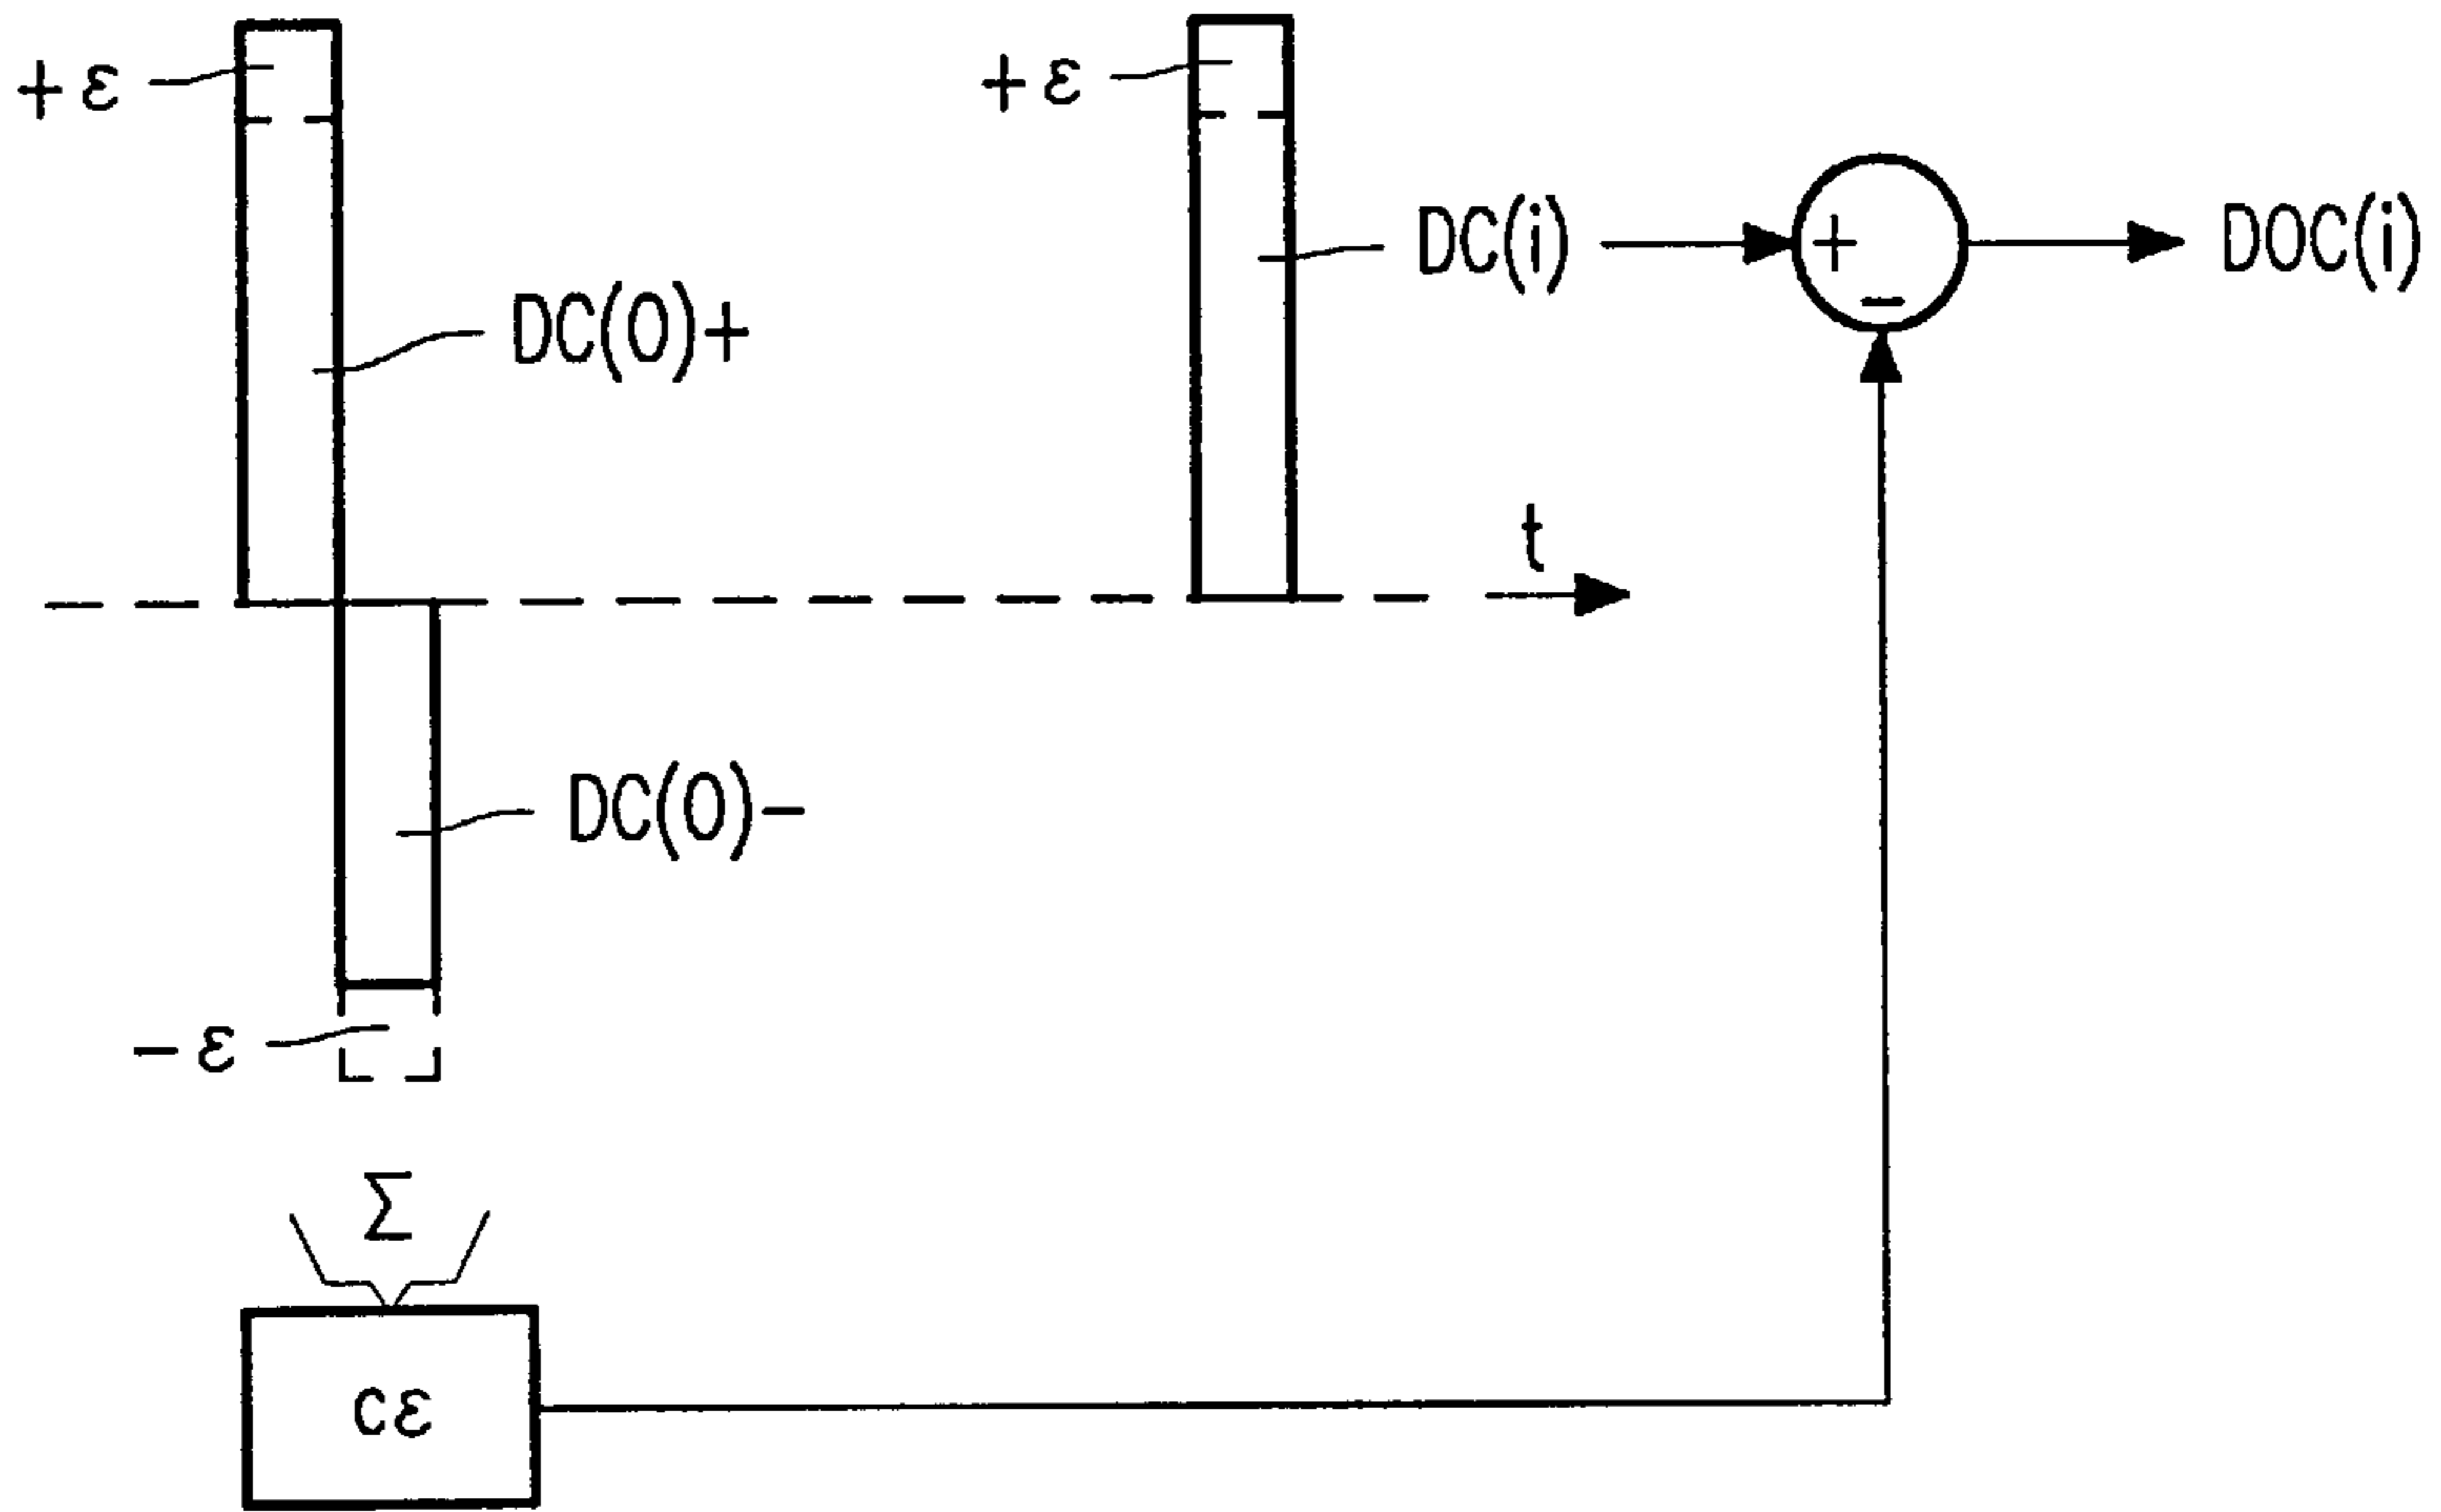 +ε
+ε
DC(i)
+
-
DOC(i)
DC(0)+
t
DC(0)-
-ε
Σ
cε